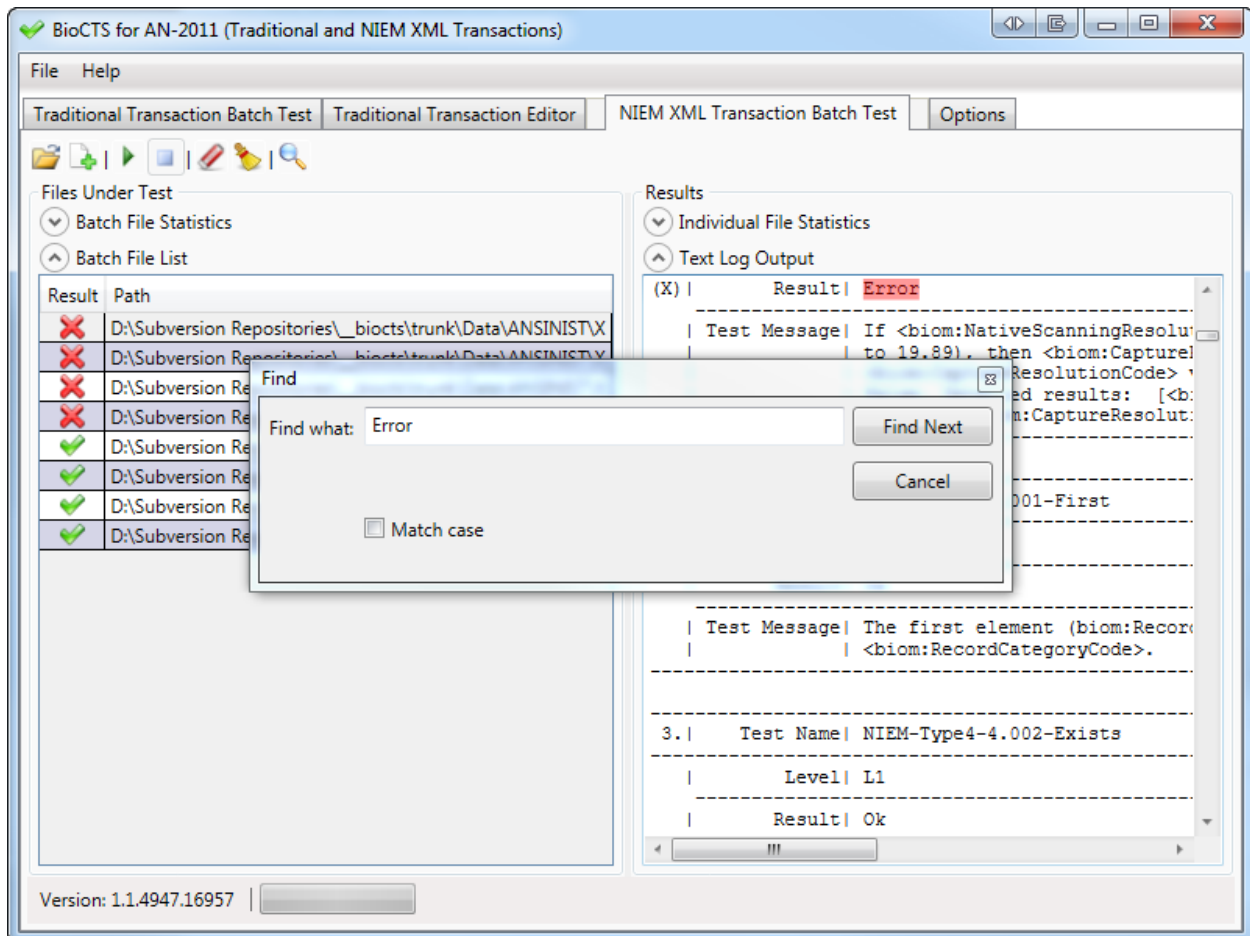 BioCTS for AN-2011 (Traditional and NIEM XML Transactions)
File Help
Traditional Transaction Batch Test Traditional Transaction Editor NIEM XML Transaction Batch Test Options
Files Under Test
Batch File Statistics
Batch File List
Result Path
D:\Subversion Repositories\__biocts\trunk\Data\ANSINIST\X
D:\Subversion Repositories\__biocts\trunk\Data\ANSINIST\X
D:\Subversion Re
D:\Subversion Re
D:\Subversion Re
D:\Subversion Re
D:\Subversion Re
D:\Subversion Re
Results
Individual File Statistics
Text Log Output
(X)| Result| Error
| Test Message| If <biom:NativeScanningResolut
| | to 19.89), then <biom:Capture
ResolutionCode>
ed results: [<b
m:CaptureResoluti
001-First
| Test Message| The first element (biom:Recor
| | <biom:RecordCategoryCode>.
3.| Test Name| NIEM-Type4-4.002-Exists
| Level| L1
| Result| Ok
Find
Find what: Error
Find Next
Cancel
Match case
Version: 1.1.4947.16957